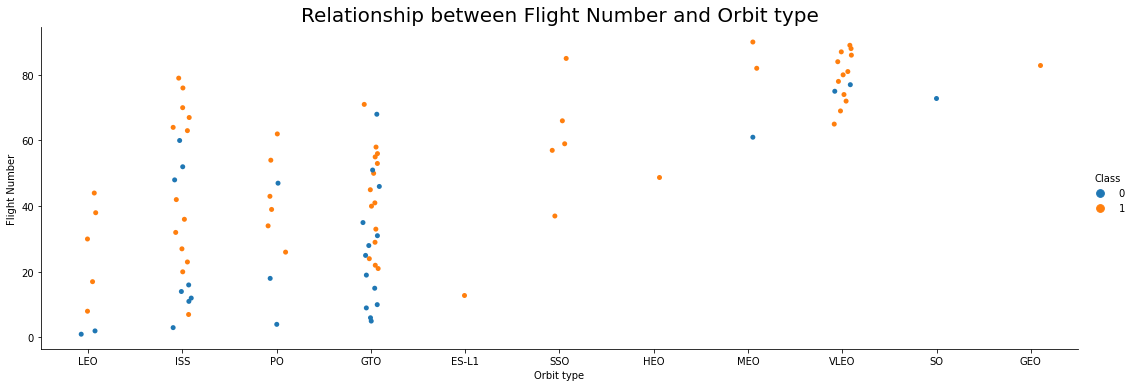 Relationship between Flight Number and Orbit type
Flight Number
80
60
40
20
0
LEO
ISS
PO
GTO
ES-L1
SSO
HEO
MEO
VLEO
SO
GEO
Orbit type
Class
0
1